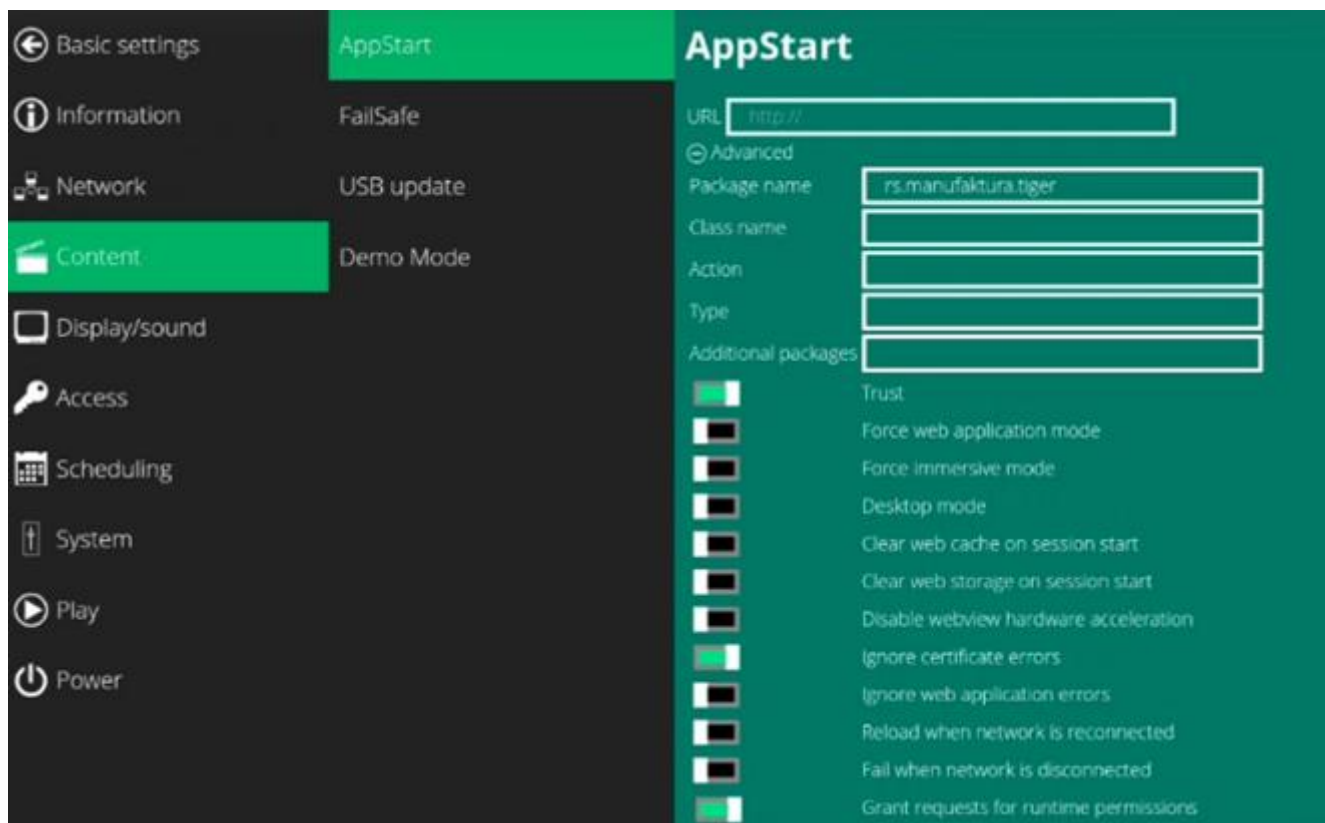 Basic settings
Information
Network
Content
Display/sound
Access
Scheduling
System
Play
Power
AppStart
FailSafe
USB update
Demo Mode
AppStart
URL http://
Advanced
Package name rs.manufaktura.tiger
Class name
Action
Type
Additional packages
Trust
Force web application mode
Force immersive mode
Desktop mode
Clear web cache on session start
Clear web storage on session start
Disable webview hardware acceleration
Ignore certificate errors
Ignore web application errors
Reload when network is reconnected
Fail when network is disconnected
Grant requests for runtime permissions